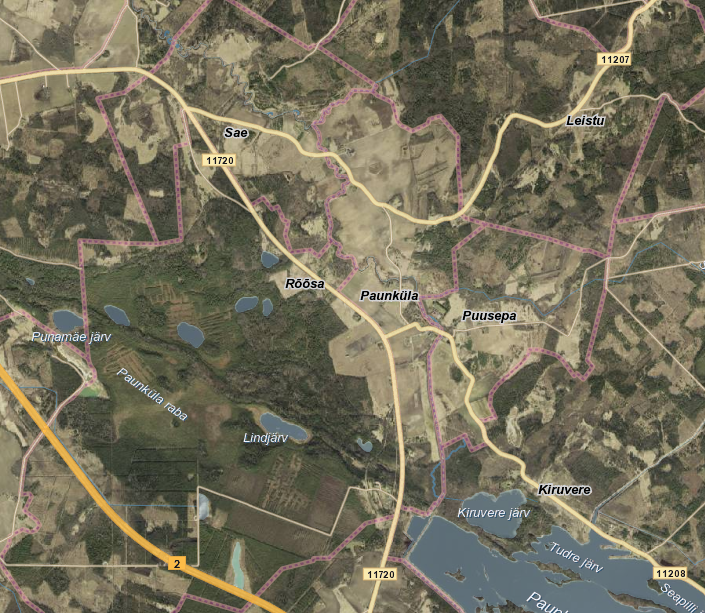 11207
Leistu
Sae
11720
Rõõsa
Paunküla
Puusepa
Punamäe järv
Paunküla raba
Lindjärv
Kiruvere
Kiruvere järv
Tudre järv
2
11720
11208
Seapilli